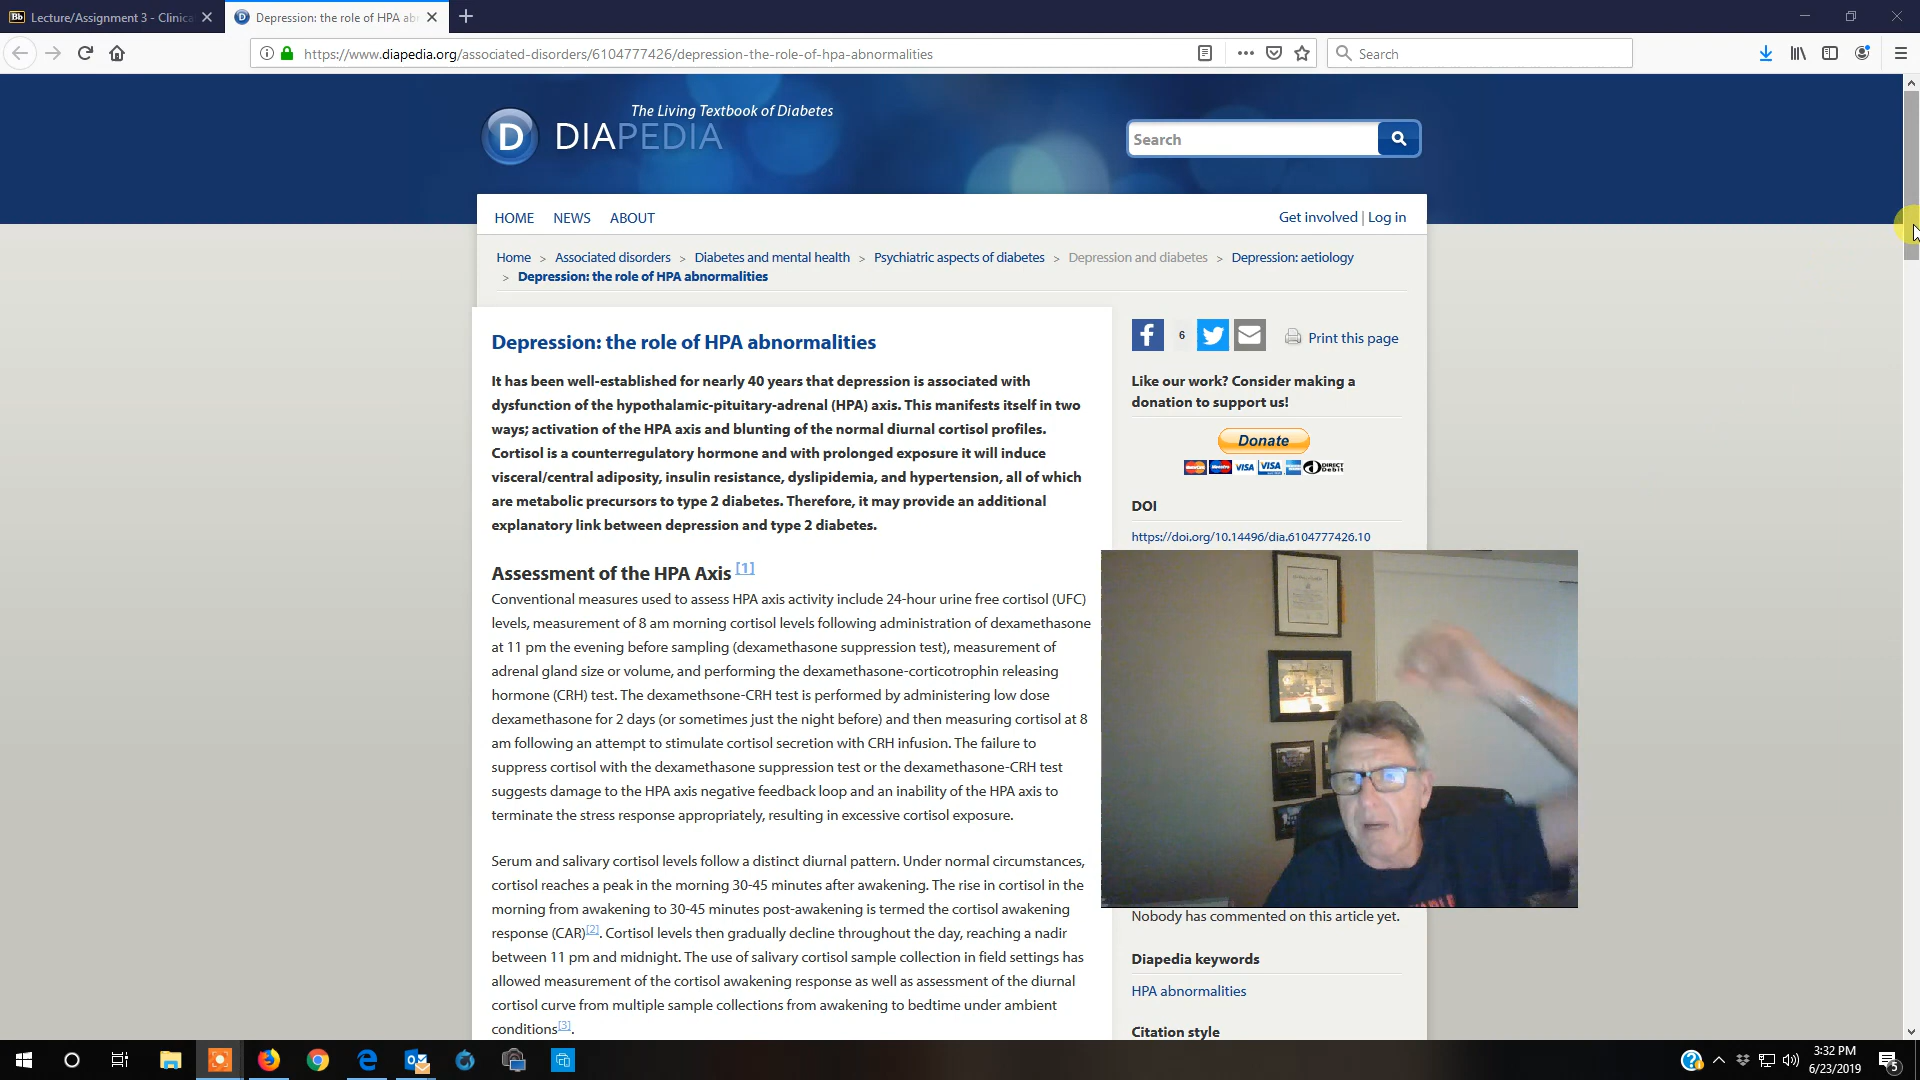 Lecture/Assignment 3 - Clinica
Depression: the role of HPA ab
https://www.diapedia.org/associated-disorders/6104777426/depression-the-role-of-hpa-abnormalities
Search
The Living Textbook of Diabetes
D DIAPEDIA
Search
HOME NEWS ABOUT
Get involved | Log in
Home > Associated disorders > Diabetes and mental health > Psychiatric aspects of diabetes > Depression and diabetes > Depression: aetiology
> Depression: the role of HPA abnormalities
Depression: the role of HPA abnormalities
It has been well-established for nearly 40 years that depression is associated with
dysfunction of the hypothalamic-pituitary-adrenal (HPA) axis. This manifests itself in two
ways; activation of the HPA axis and blunting of the normal diurnal cortisol profiles.
Cortisol is a counterregulatory hormone and with prolonged exposure it will induce
visceral/central adiposity, insulin resistance, dyslipidemia, and hypertension, all of which
are metabolic precursors to type 2 diabetes. Therefore, it may provide an additional
explanatory link between depression and type 2 diabetes.
Assessment of the HPA Axis [1]
Conventional measures used to assess HPA axis activity include 24-hour urine free cortisol (UFC)
levels, measurement of 8 am morning cortisol levels following administration of dexamethasone
at 11 pm the evening before sampling (dexamethasone suppression test), measurement of
adrenal gland size or volume, and performing the dexamethasone-corticotrophin releasing
hormone (CRH) test. The dexamethsone-CRH test is performed by administering low dose
dexamethasone for 2 days (or sometimes just the night before) and then measuring cortisol at 8
am following an attempt to stimulate cortisol secretion with CRH infusion. The failure to
suppress cortisol with the dexamethasone suppression test or the dexamethasone-CRH test
suggests damage to the HPA axis negative feedback loop and an inability of the HPA axis to
terminate the stress response appropriately, resulting in excessive cortisol exposure.
Serum and salivary cortisol levels follow a distinct diurnal pattern. Under normal circumstances,
cortisol reaches a peak in the morning 30-45 minutes after awakening. The rise in cortisol in the
morning from awakening to 30-45 minutes post-awakening is termed the cortisol awakening
response (CAR)[2]. Cortisol levels then gradually decline throughout the day, reaching a nadir
between 11 pm and midnight. The use of salivary cortisol sample collection in field settings has
allowed measurement of the cortisol awakening response as well as assessment of the diurnal
cortisol curve from multiple sample collections from awakening to bedtime under ambient
conditions[3].
6
Print this page
Like our work? Consider making a
donation to support us!
Donate
VISA VISA DIRECT Debit
DOI
https://doi.org/10.14496/dia.6104777426.10
Nobody has commented on this article yet.
Diapedia keywords
HPA abnormalities
Citation style
3:32 PM
6/23/2019
5